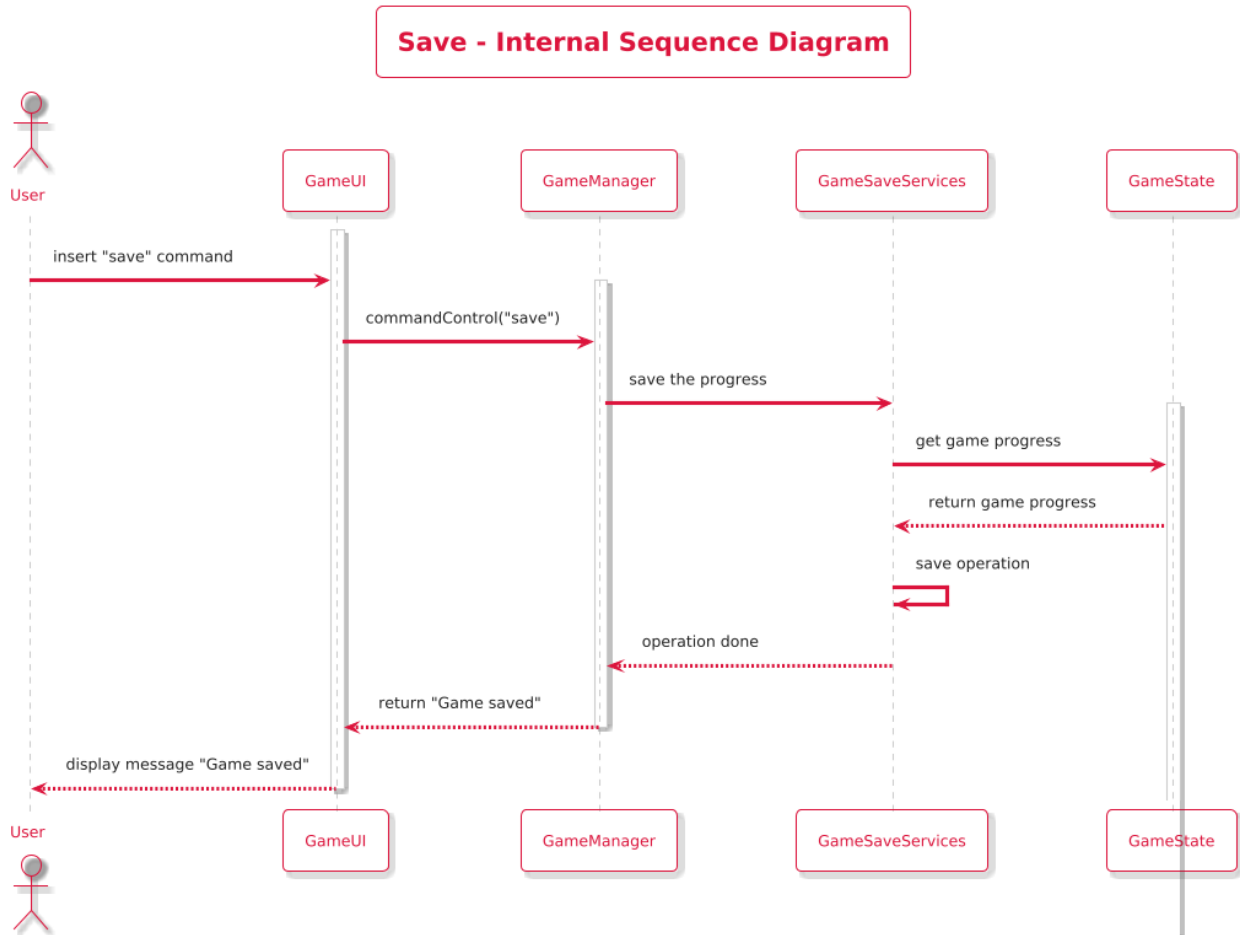 Save - Internal Sequence Diagram
User
GameUI
GameManager
GameSaveServices
GameState
insert "save" command
commandControl("save")
save the progress
get game progress
return game progress
save operation
operation done
return "Game saved"
display message "Game saved"
User
GameUI
GameManager
GameSaveServices
GameState